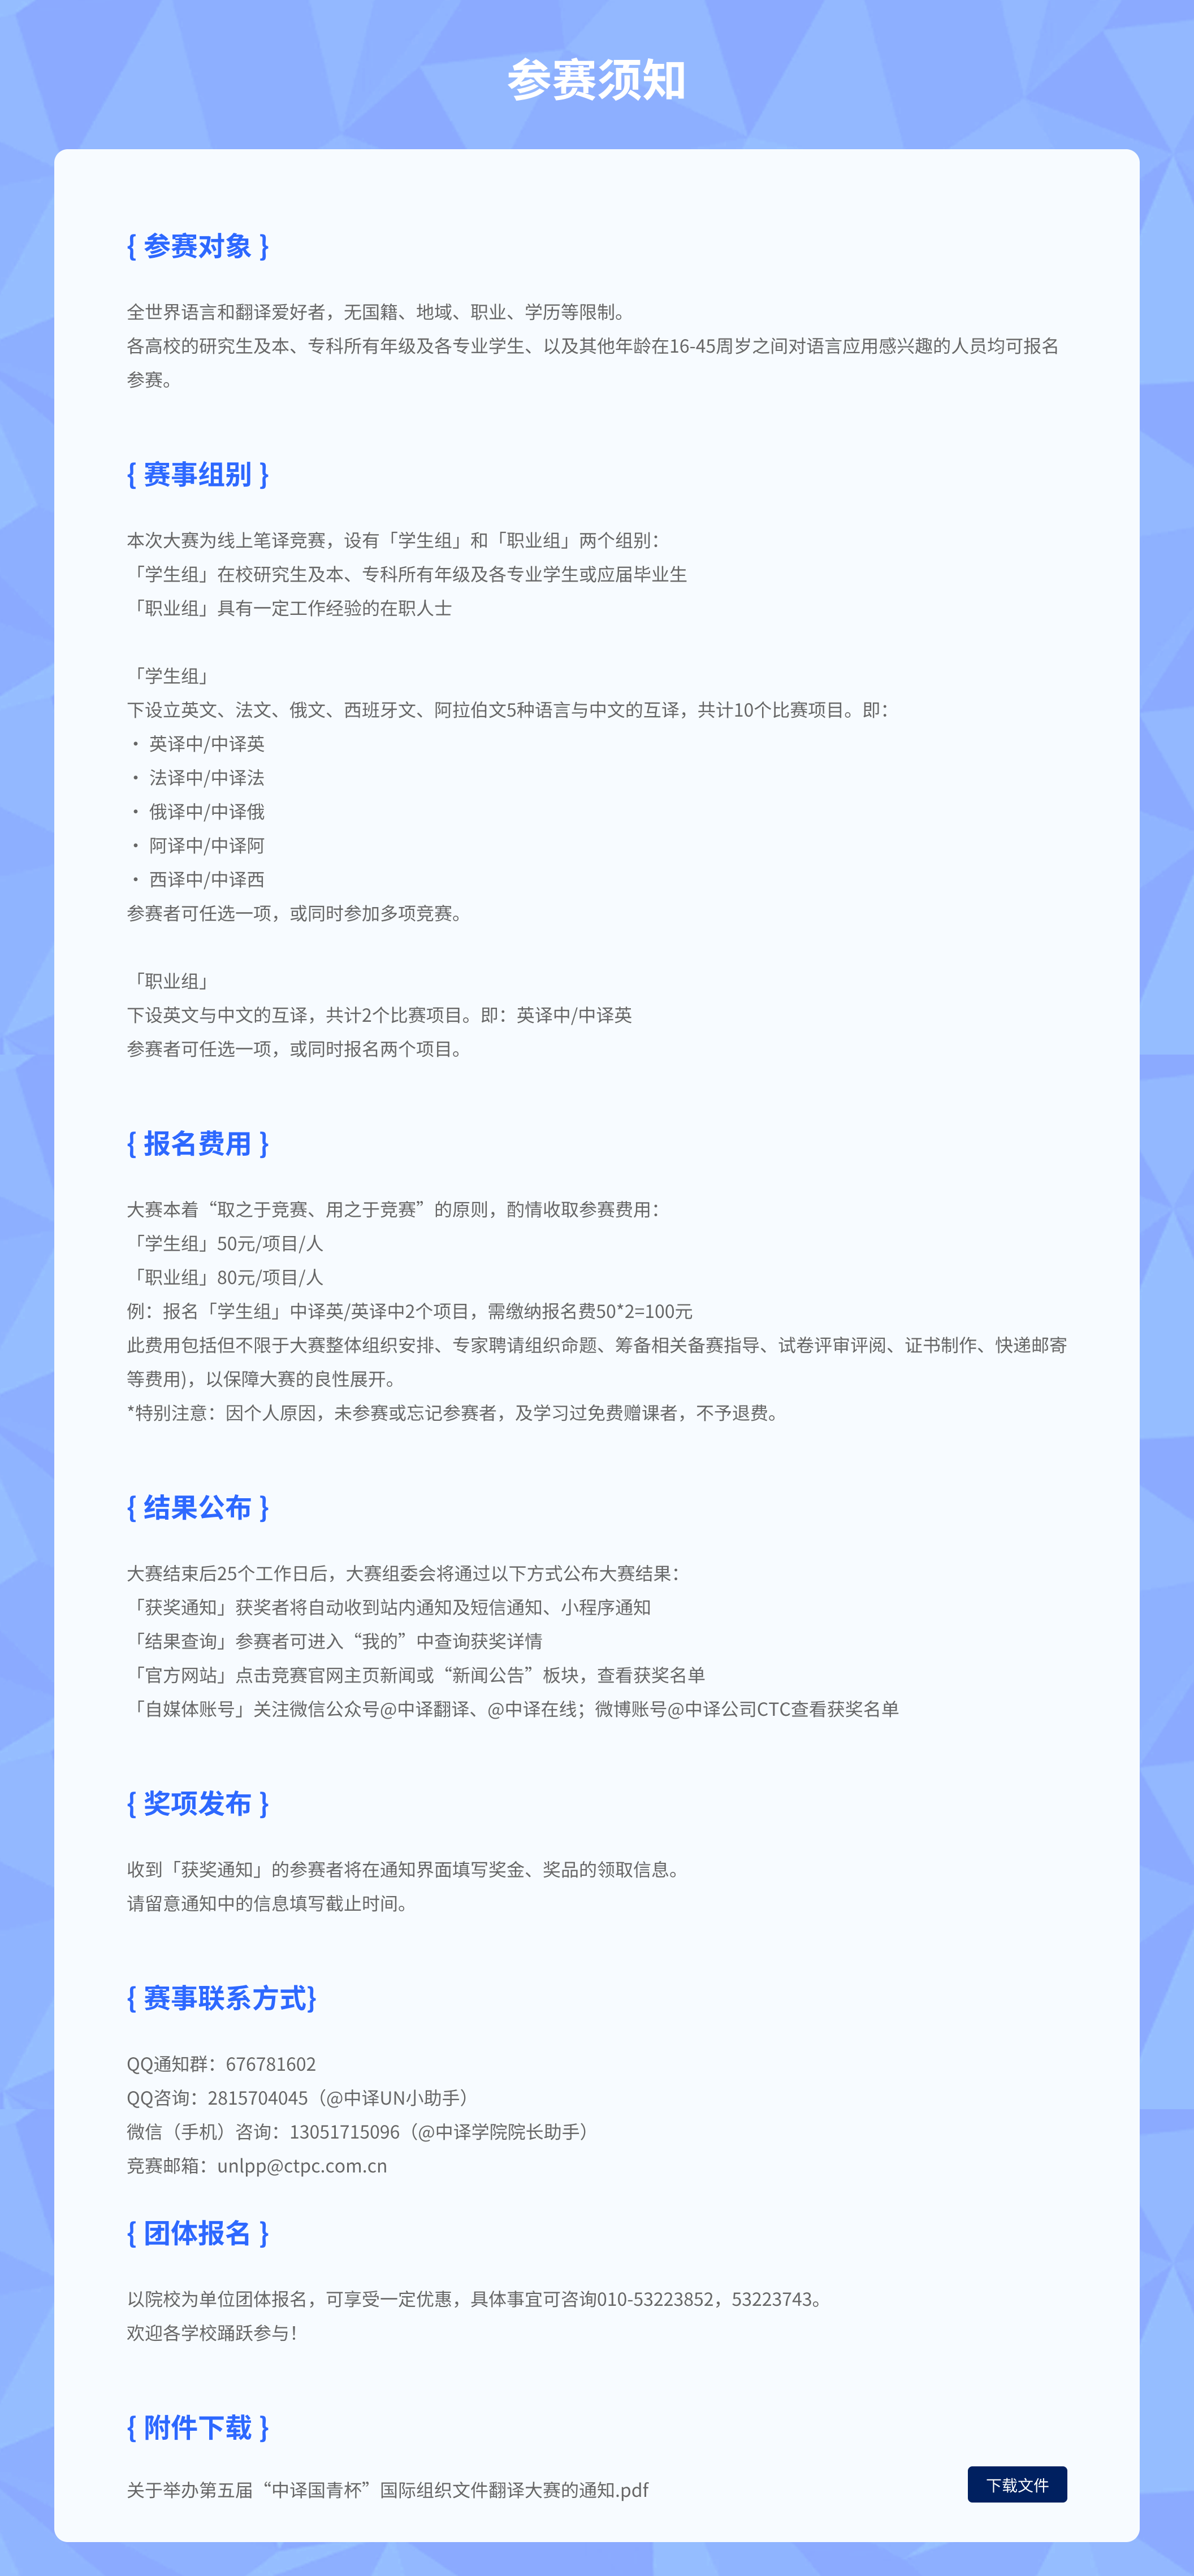 参赛须知
{ 参赛对象 }
全世界语言和翻译爱好者，无国籍、地域、职业、学历等限制。
各高校的研究生及本、专科所有年级及各专业学生、以及其他年龄在16-45周岁之间对语言应用感兴趣的人员均可报名
参赛。
{ 赛事组别 }
本次大赛为线上笔译竞赛，设有「学生组」和「职业组」两个组别：
「学生组」在校研究生及本、专科所有年级及各专业学生或应届毕业生
「职业组」具有一定工作经验的在职人士
「学生组」
下设立英文、法文、俄文、西班牙文、阿拉伯文5种语言与中文的互译，共计10个比赛项目。即：
· 英译中/中译英
· 法译中/中译法
· 俄译中/中译俄
· 阿译中/中译阿
· 西译中/中译西
参赛者可任选一项，或同时参加多项竞赛。
「职业组」
下设英文与中文的互译，共计2个比赛项目。即：英译中/中译英
参赛者可任选一项，或同时报名两个项目。
{ 报名费用 }
大赛本着“取之于竞赛、用之于竞赛”的原则，酌情收取参赛费用：
「学生组」50元/项目/人
「职业组」80元/项目/人
例：报名「学生组」中译英/英译中2个项目，需缴纳报名费50*2=100元
此费用包括但不限于大赛整体组织安排、专家聘请组织命题、筹备相关备赛指导、试卷评审评阅、证书制作、快递邮寄
等费用)，以保障大赛的良性展开。
*特别注意：因个人原因，未参赛或忘记参赛者，及学习过免费赠课者，不予退费。
{ 结果公布 }
大赛结束后25个工作日后，大赛组委会将通过以下方式公布大赛结果：
「获奖通知」获奖者将自动收到站内通知及短信通知、小程序通知
「结果查询」参赛者可进入“我的”中查询获奖详情
「官方网站」点击竞赛官网主页新闻或“新闻公告”板块，查看获奖名单
「自媒体账号」关注微信公众号@中译翻译、@中译在线；微博账号@中译公司CTC查看获奖名单
{ 奖项发布 }
收到「获奖通知」的参赛者将在通知界面填写奖金、奖品的领取信息。
请留意通知中的信息填写截止时间。
{ 赛事联系方式}
QQ通知群：676781602
QQ咨询：2815704045（@中译UN小助手）
微信（手机）咨询：13051715096（@中译学院院长助手）
竞赛邮箱：unlpp@ctpc.com.cn
{ 团体报名 }
以院校为单位团体报名，可享受一定优惠，具体事宜可咨询010-53223852，53223743。
欢迎各学校踊跃参与！
{ 附件下载 }
关于举办第五届“中译国青杯”国际组织文件翻译大赛的通知.pdf
下载文件